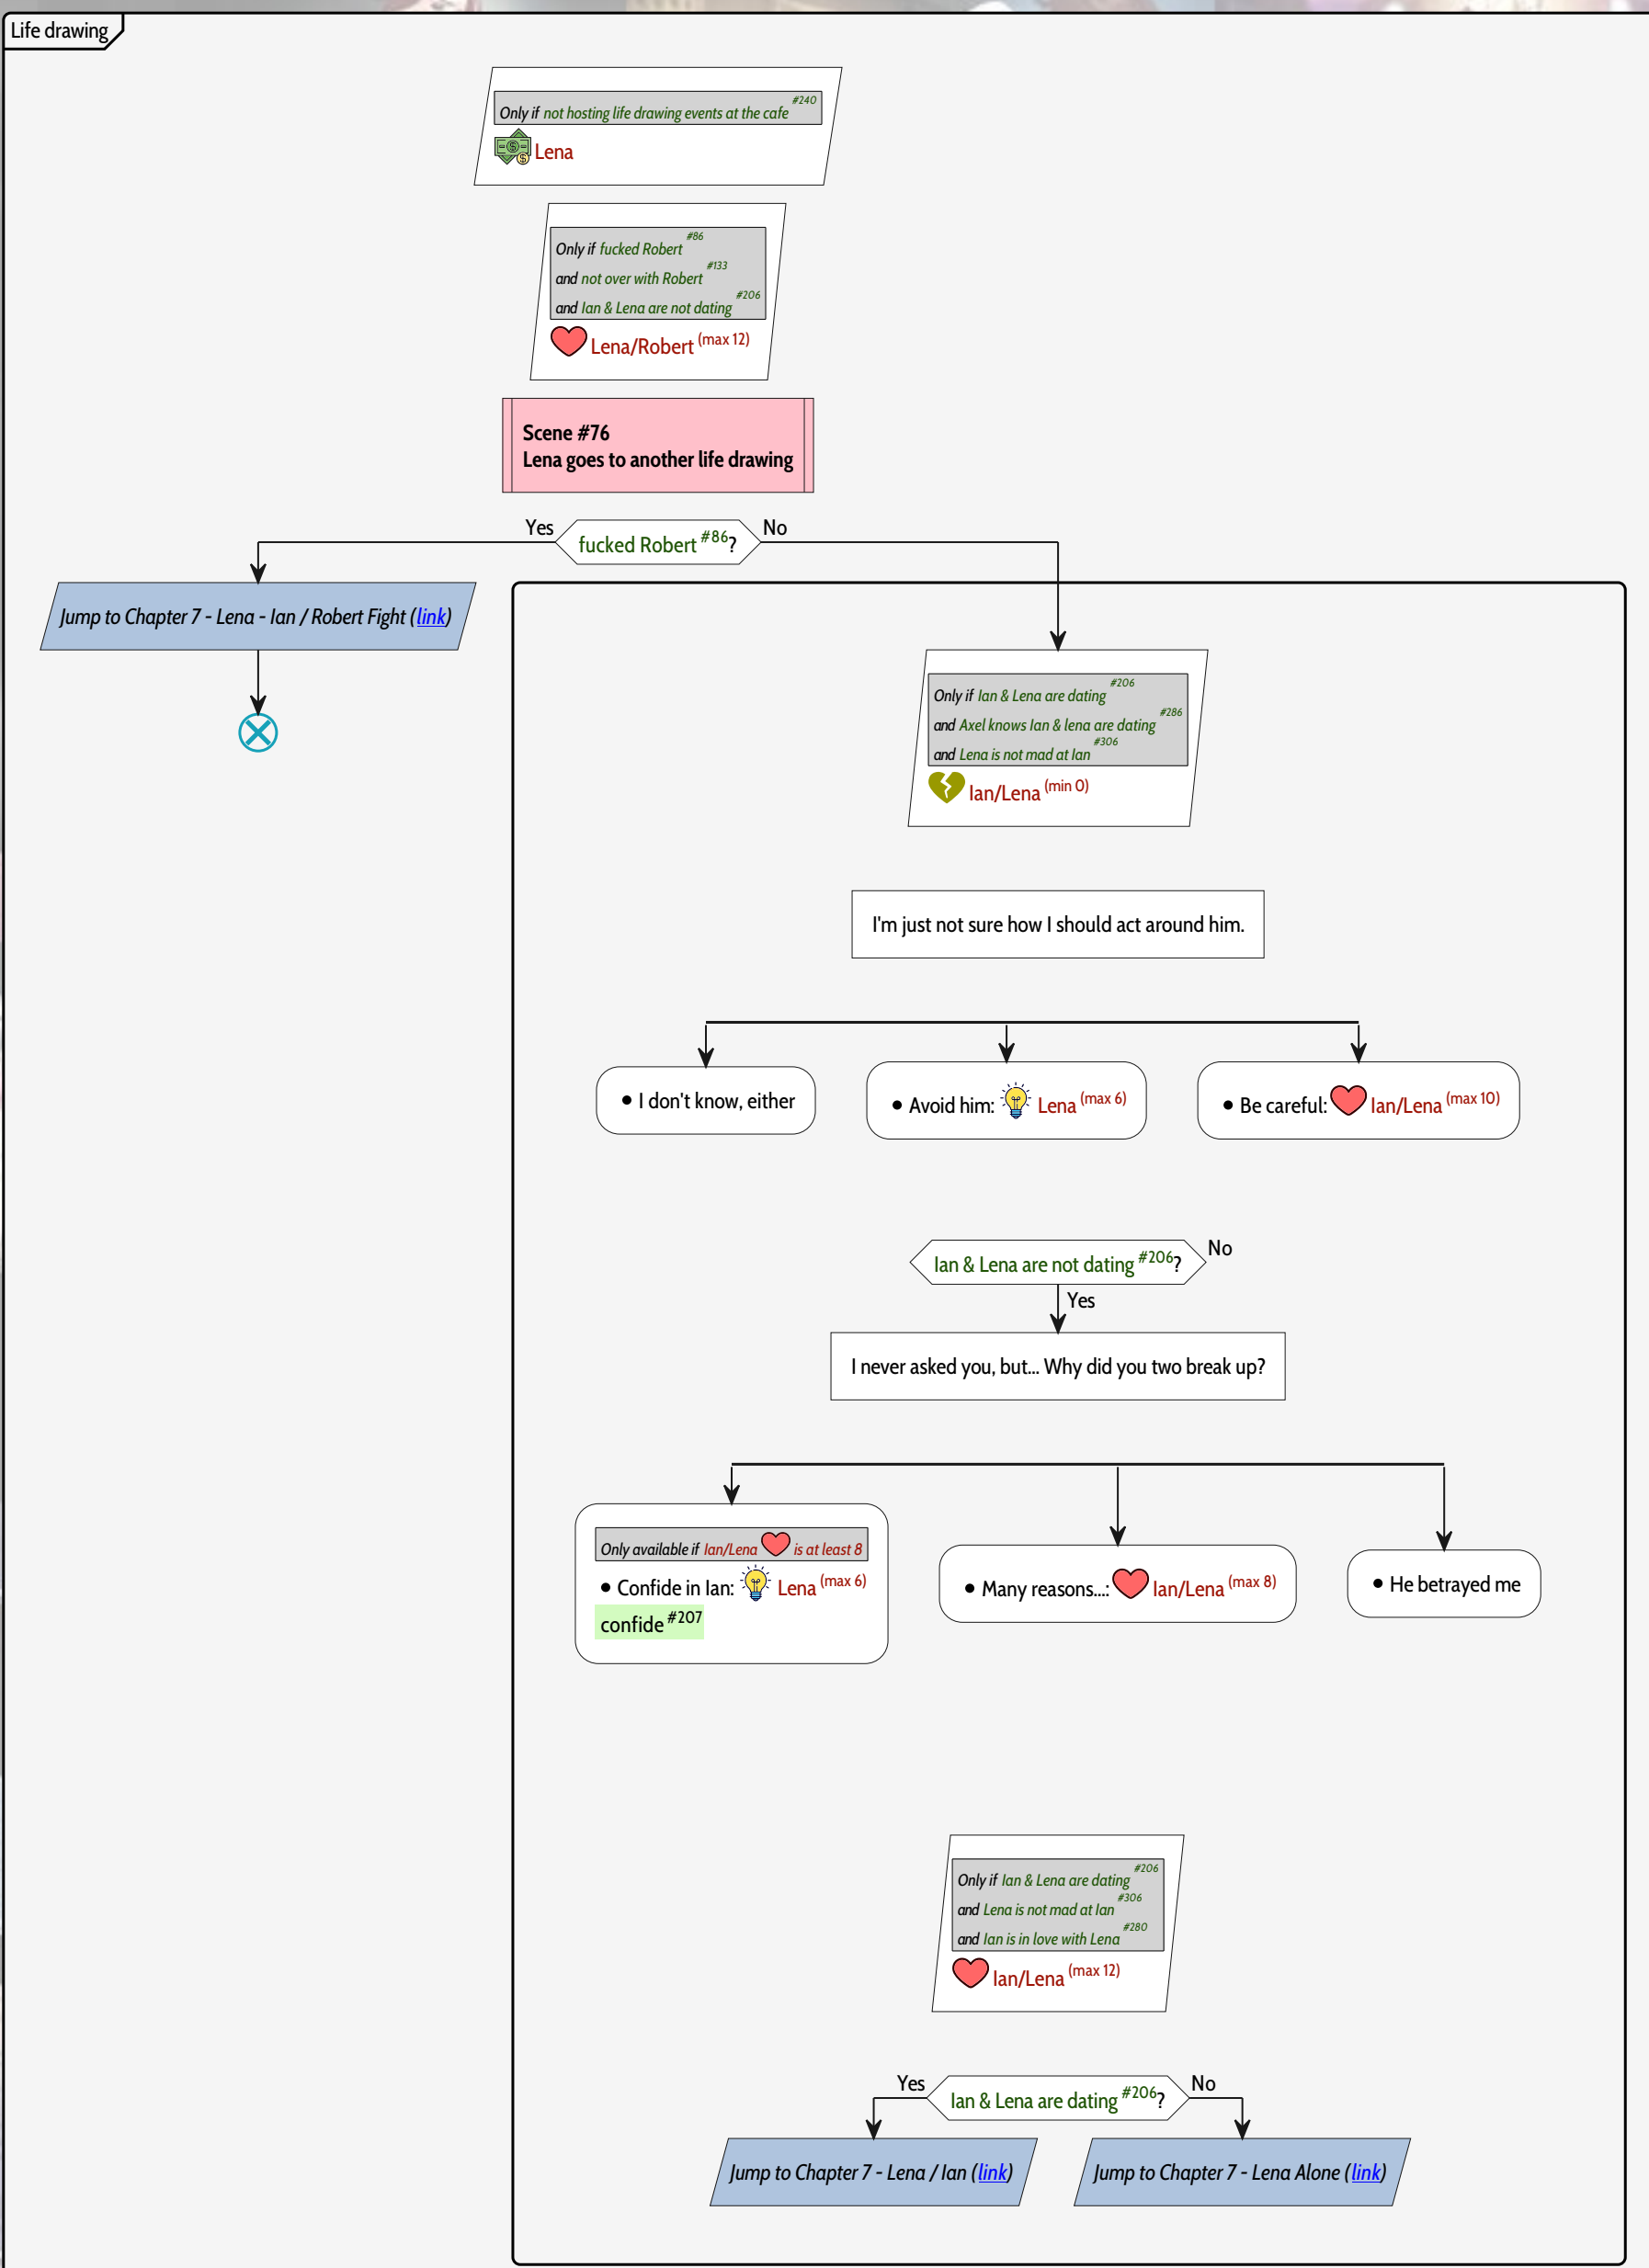 Life drawing
Only if not hosting life drawing events at the cafe #240
Lena
Only if fucked Robert #86
and not over with Robert #133
and Ian & Lena are not dating #206
Lena/Robert (max 12)
Scene #76
Lena goes to another life drawing
Yes
fucked Robert #86?
No
Jump to Chapter 7 - Lena - Ian / Robert Fight (link)
Only if Ian & Lena are dating #206
and Axel knows Ian & lena are dating #286
and Lena is not mad at Ian #306
Ian/Lena (min 0)
I'm just not sure how I should act around him.
• I don't know, either
• Avoid him: Lena (max 6)
• Be careful: Ian/Lena (max 10)
Ian & Lena are not dating #206?
No
Yes
I never asked you, but... Why did you two break up?
Only available if Ian/Lena is at least 8
• Confide in Ian: Lena (max 6)
confide #207
• Many reasons...: Ian/Lena (max 8)
• He betrayed me
Only if Ian & Lena are dating #206
and Lena is not mad at Ian #306
and Ian is in love with Lena #280
Ian/Lena (max 12)
Yes
Ian & Lena are dating #206?
No
Jump to Chapter 7 - Lena / Ian (link)
Jump to Chapter 7 - Lena Alone (link)